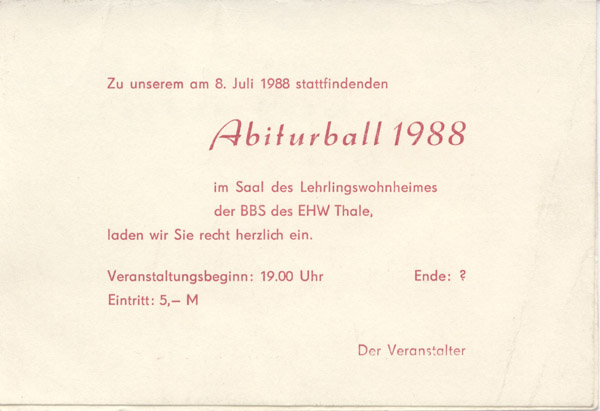 Zu unserem am 8. Juli 1988 stattfindenden
Abiturball 1988
im Saal des Lehrlingswohnheimes
der BBS des EHW Thale,
laden wir Sie recht herzlich ein.
Veranstaltungsbeginn: 19.00 Uhr Ende: ?
Eintritt: 5,– M
Der Veranstalter